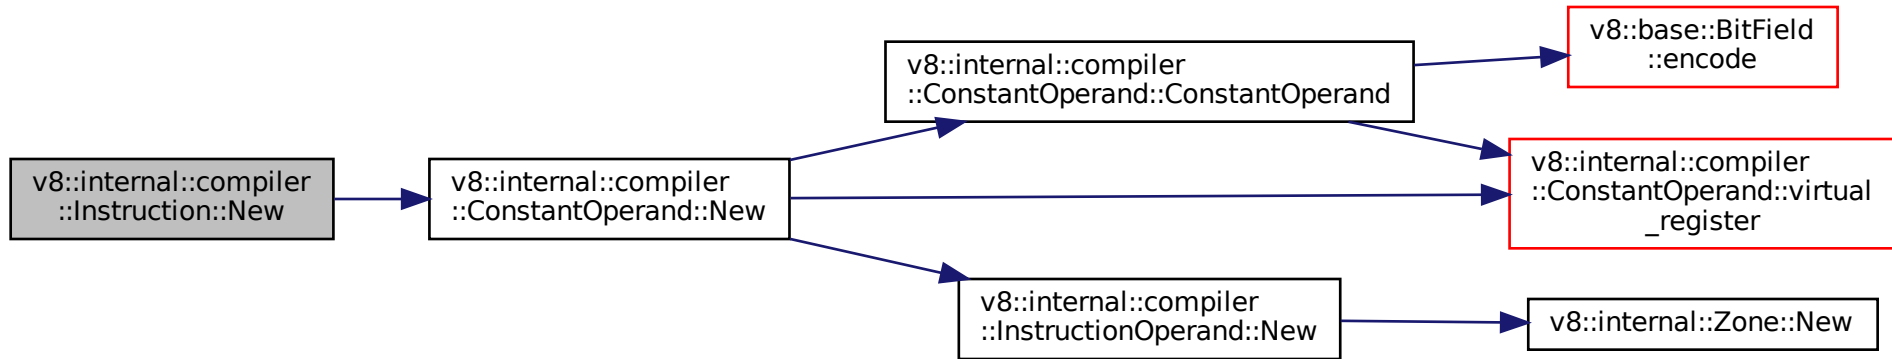 v8::internal::compiler
::Instruction::New
v8::internal::compiler
::ConstantOperand::New
v8::internal::compiler
::ConstantOperand::ConstantOperand
v8::base::BitField
::encode
v8::internal::compiler
::ConstantOperand::virtual
_register
v8::internal::compiler
::InstructionOperand::New
v8::internal::Zone::New